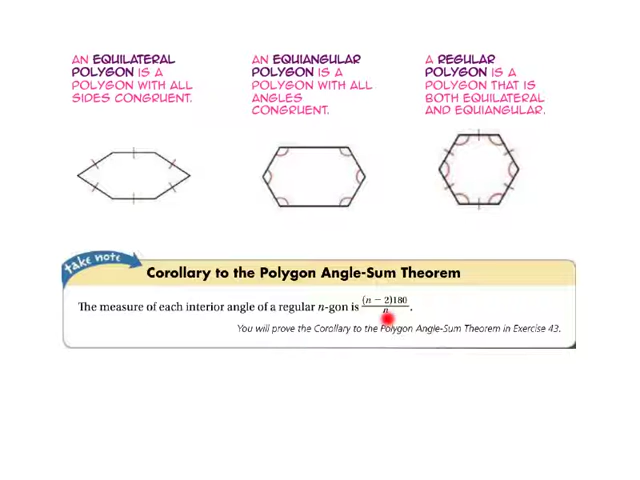 AN EQUILATERAL
POLYGON IS A
POLYGON WITH ALL
SIDES CONGRUENT.
AN EQUIANGULAR
POLYGON IS A
POLYGON WITH ALL
ANGLES
CONGRUENT.
A REGULAR
POLYGON IS A
POLYGON THAT IS
BOTH EQUILATERAL
AND EQUIANGULAR.
take note
Corollary to the Polygon Angle-Sum Theorem
The measure of each interior angle of a regular n-gon is (n − 2)180/n.
You will prove the Corollary to the Polygon Angle-Sum Theorem in Exercise 43.